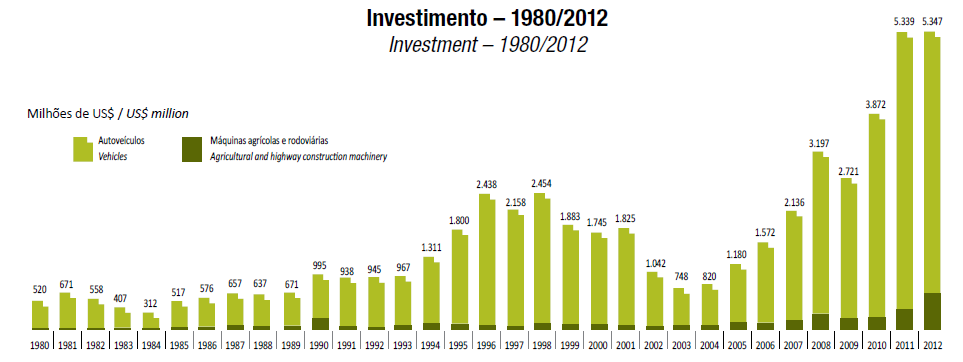 Investimento – 1980/2012
Investment – 1980/2012
Milhões de US$ / US$ million
Autoveículos
Vehicles
Máquinas agrícolas e rodoviárias
Agricultural and highway construction machinery
520 671 558 407 312 517 576 657 637 671 995 938 945 967 1.311 1.800 2.438 2.158 2.454 1.883 1.745 1.825 1.042 748 820 1.180 1.572 2.136 3.197 2.721 3.872 5.339 5.347
1980 1981 1982 1983 1984 1985 1986 1987 1988 1989 1990 1991 1992 1993 1994 1995 1996 1997 1998 1999 2000 2001 2002 2003 2004 2005 2006 2007 2008 2009 2010 2011 2012